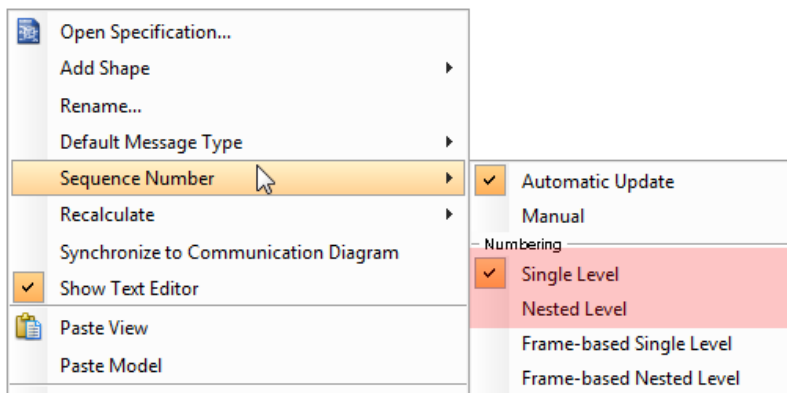 Open Specification...
Add Shape
Rename...
Default Message Type
Sequence Number
Recalculate
Synchronize to Communication Diagram
Show Text Editor
Paste View
Paste Model
Automatic Update
Manual
Numbering
Single Level
Nested Level
Frame-based Single Level
Frame-based Nested Level